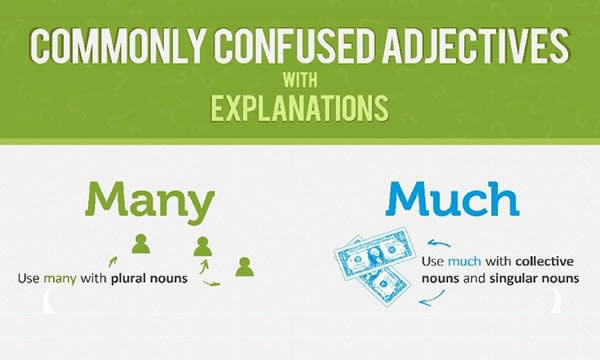 COMMONLY CONFUSED ADJECTIVES
WITH
EXPLANATIONS
Many
Use many with plural nouns
Much
Use much with collective
nouns and singular nouns